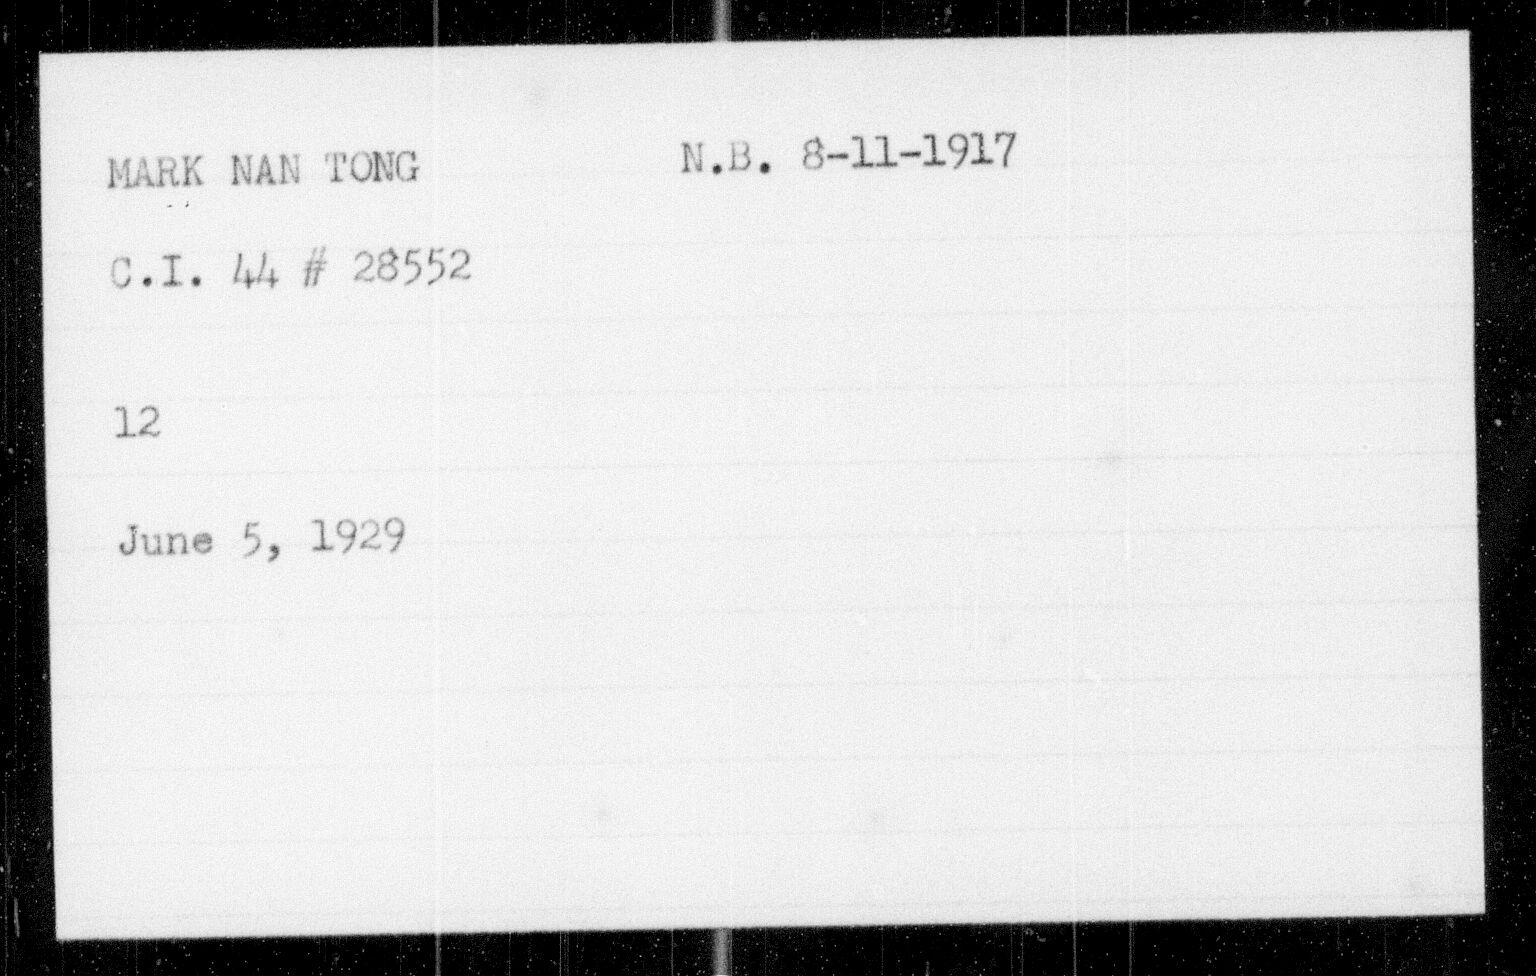 MARK NAN TONG N.B. 8-11-1917
C.I. 44 # 28552
12
June 5, 1929